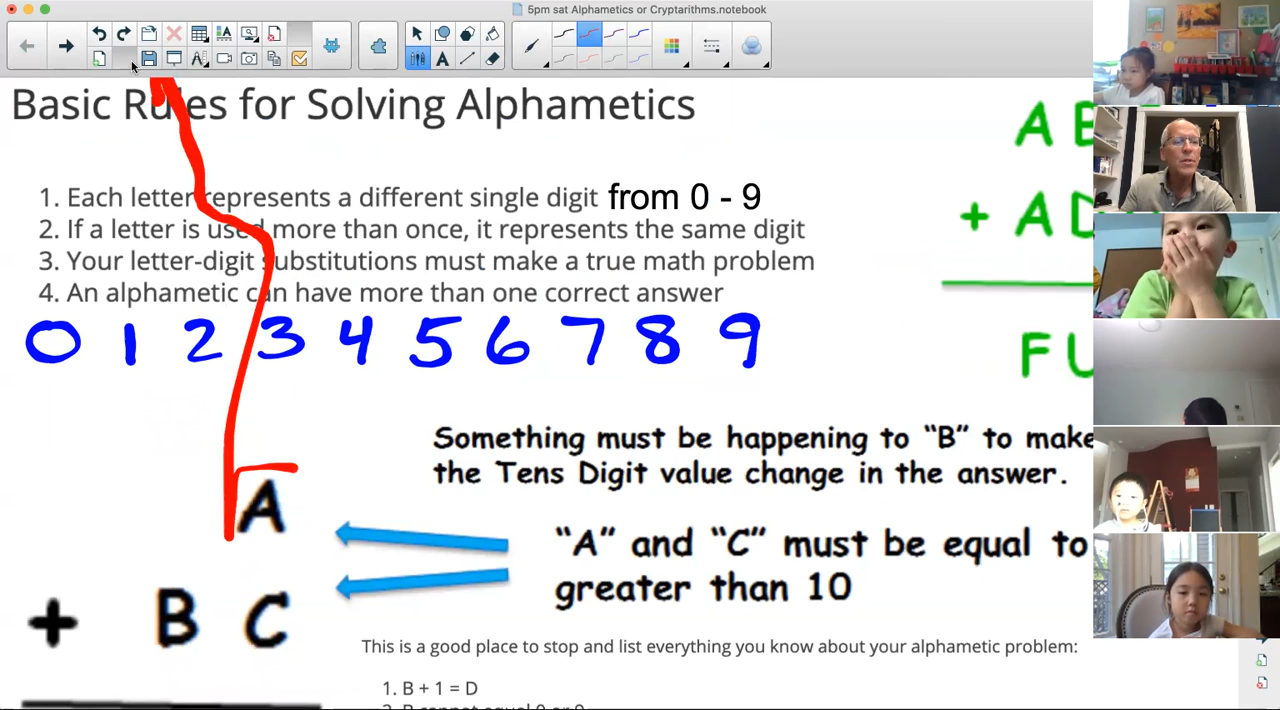 5pm sat Alphametics or Cryptarithms.notebook
Basic Rules for Solving Alphametics
1. Each letter represents a different single digit from 0 - 9
2. If a letter is used more than once, it represents the same digit
3. Your letter-digit substitutions must make a true math problem
4. An alphametic can have more than one correct answer
0 1 2 3 4 5 6 7 8 9
A B
+ A D
F U
Something must be happening to "B" to make
the Tens Digit value change in the answer.
A
"A" and "C" must be equal to
greater than 10
+ B C
This is a good place to stop and list everything you know about your alphametic problem:
1. B + 1 = D